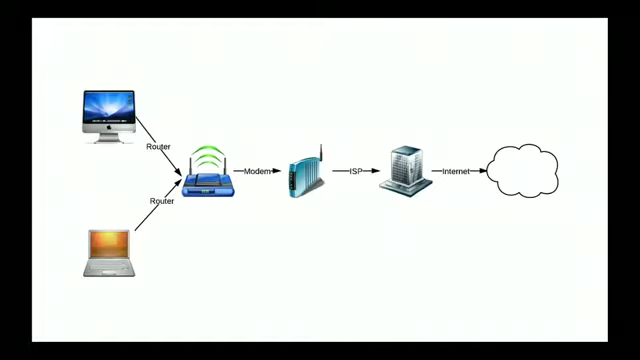 Router
Modem
ISP
Internet
Router